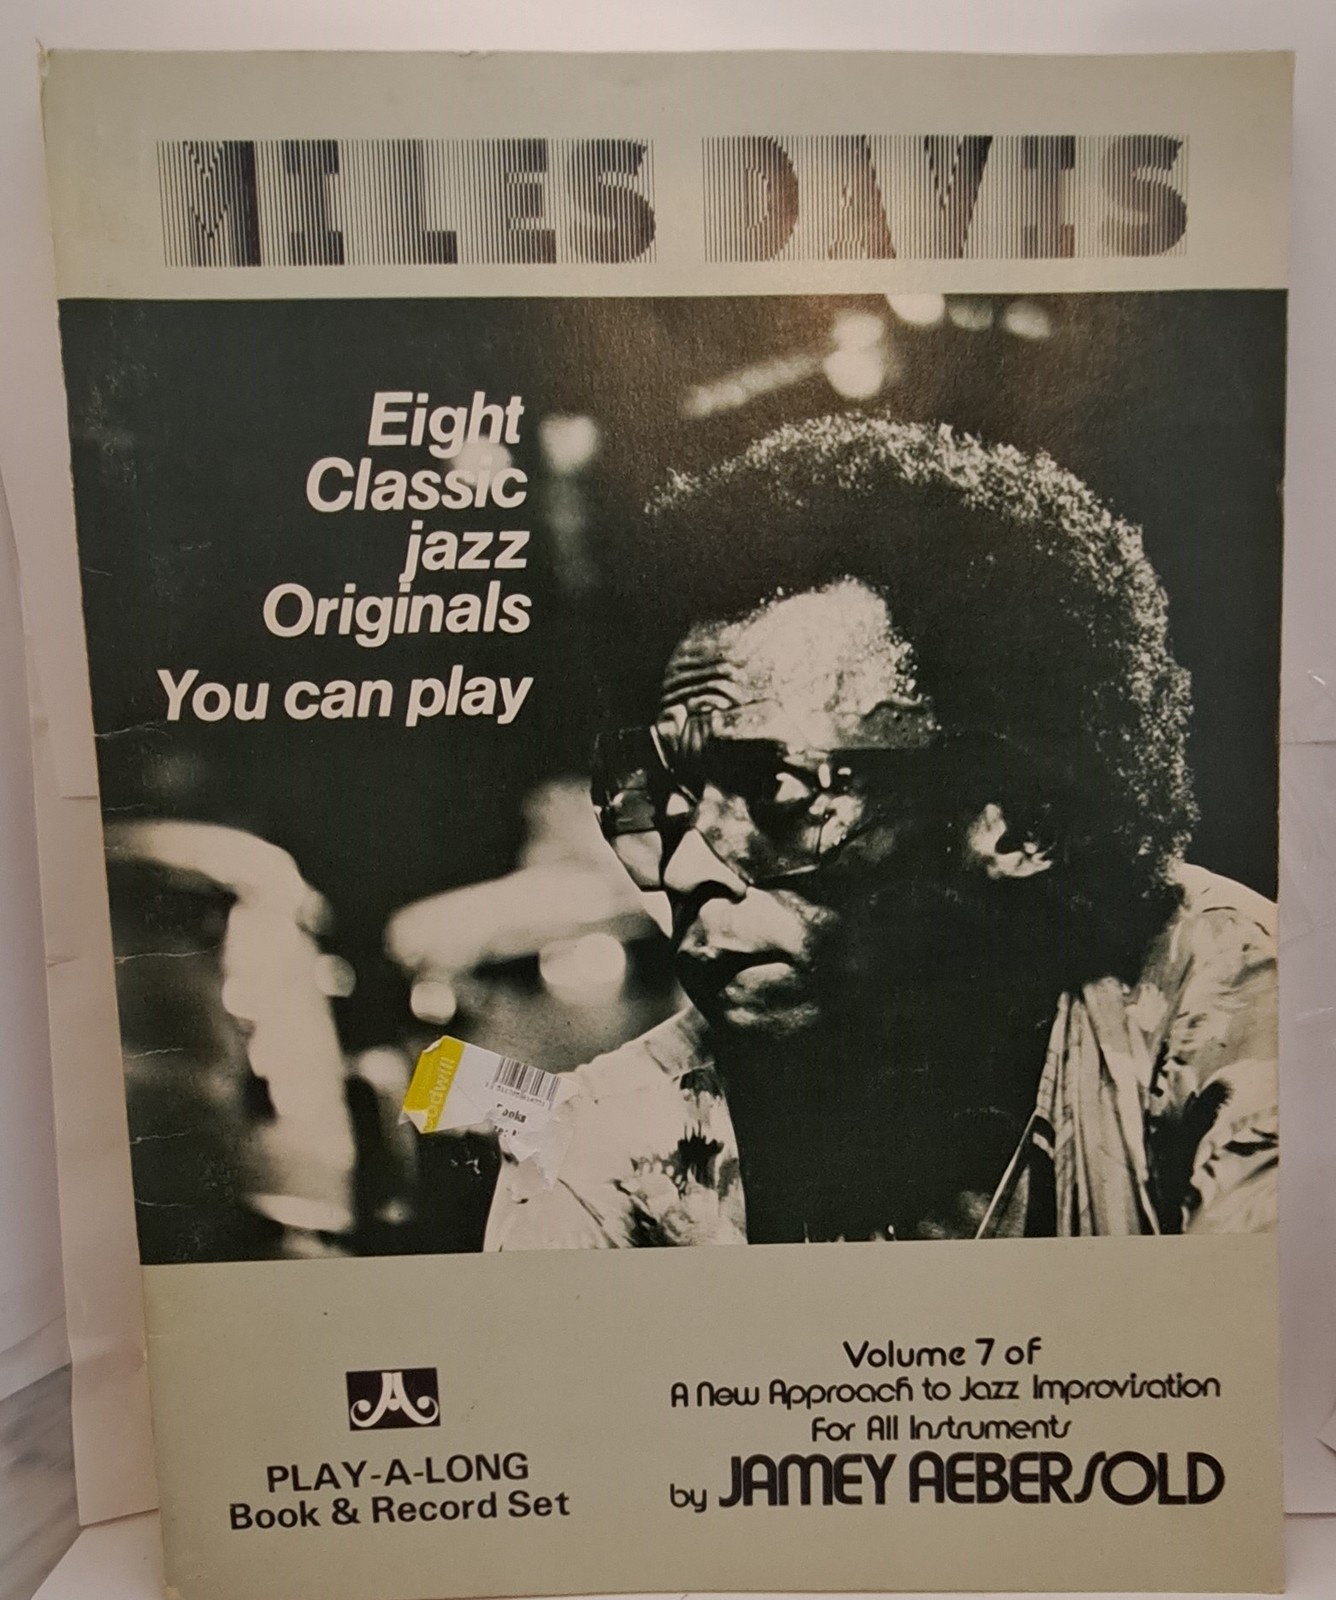 MILES DAVIS
Eight
Classic
jazz
Originals
You can play
Volume 7 of
A New Approach to Jazz Improvisation
For All Instruments
by JAMEY AEBERSOLD
PLAY-A-LONG
Book & Record Set